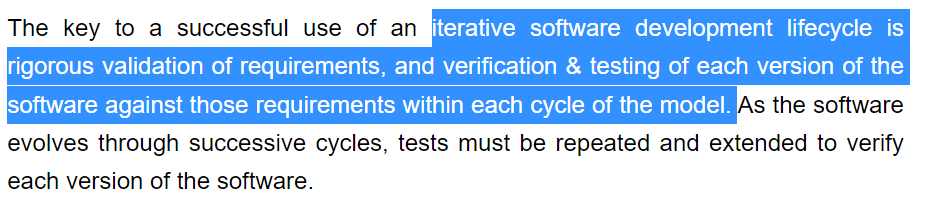 The key to a successful use of an iterative software development lifecycle is
rigorous validation of requirements, and verification & testing of each version of the
software against those requirements within each cycle of the model. As the software
evolves through successive cycles, tests must be repeated and extended to verify
each version of the software.